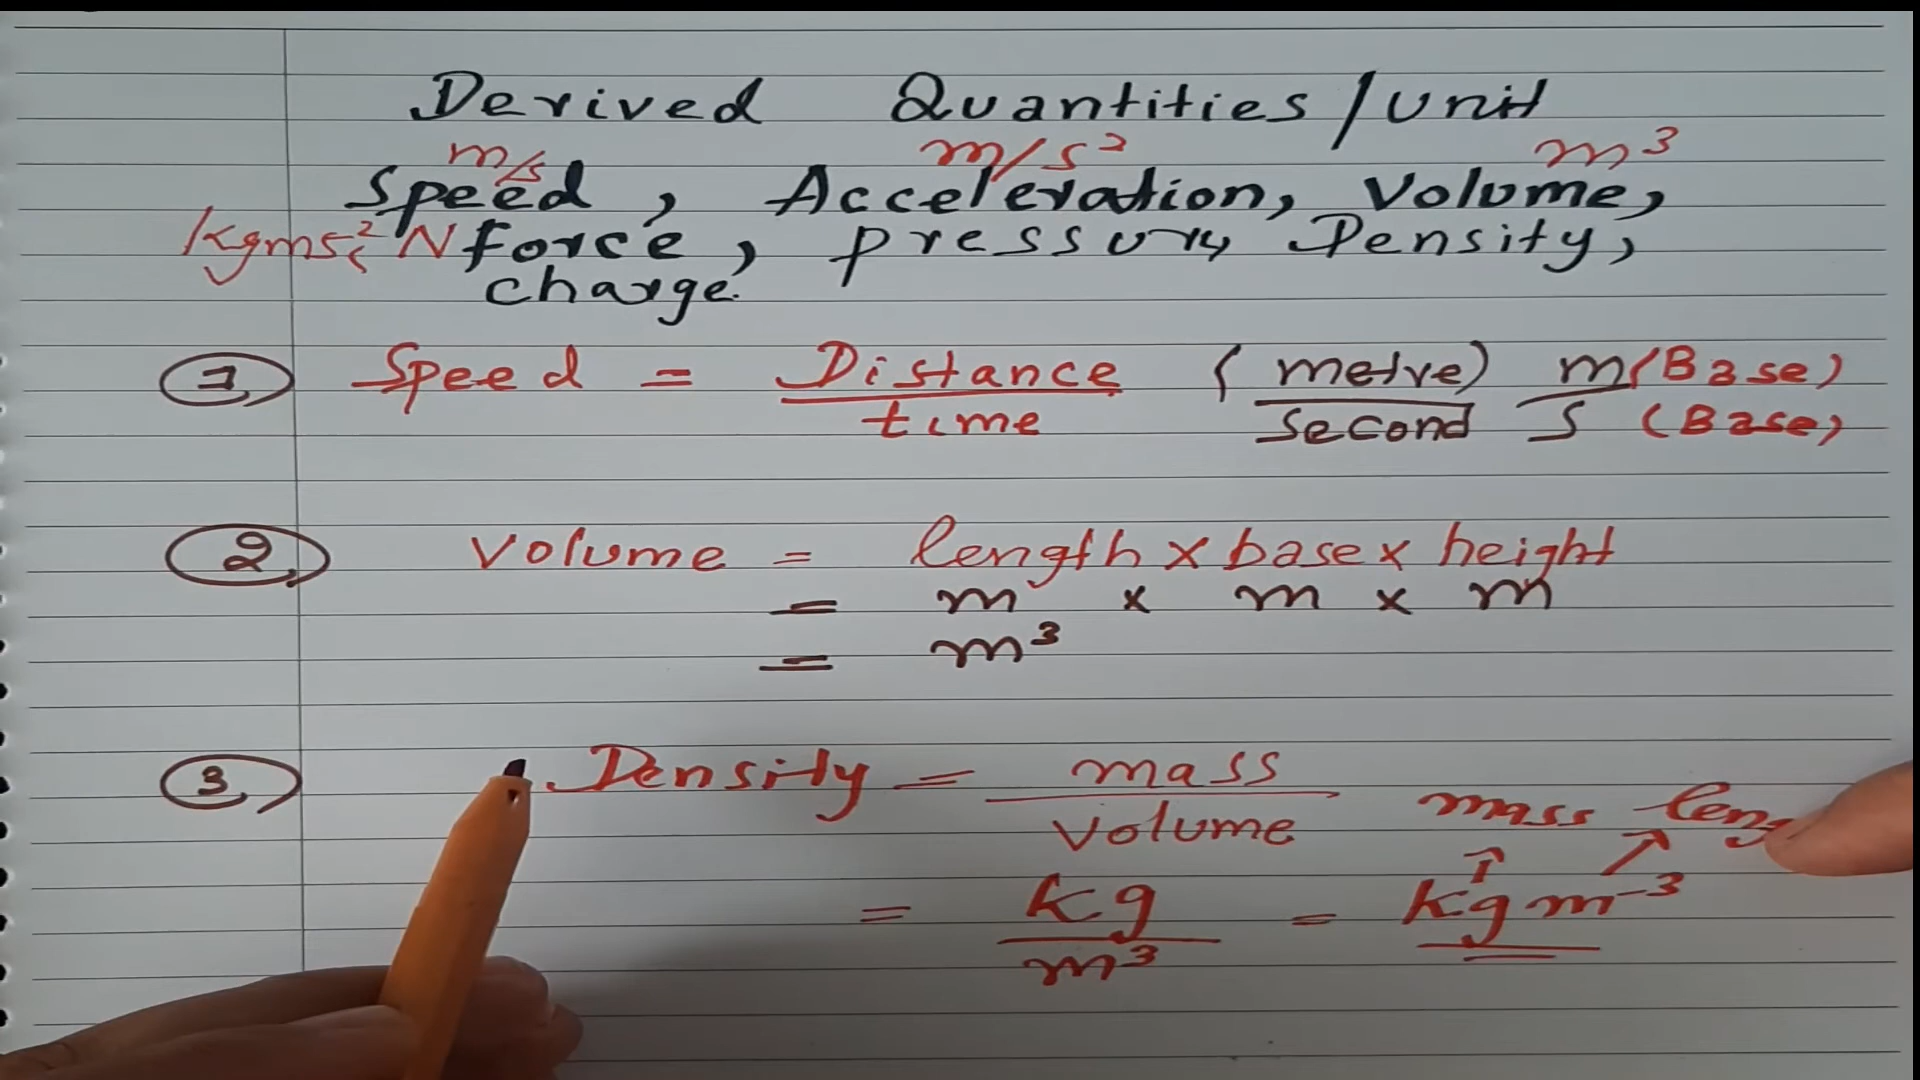 Derived Quantities/Unit
m/s m/s² m³
Speed, Acceleration, Volume,
kgms⁻² N force, pressure, Density,
charge.
1. Speed = Distance/time (metre)/second m/s (Base) (Base)
2. Volume = length × base × height
= m × m × m
= m³
3. Density = mass/volume
mass
= kg/m³ = kgm⁻³